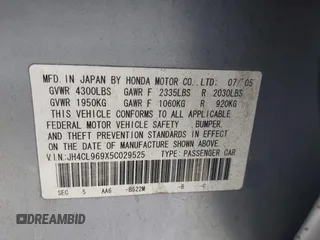 MFD. IN JAPAN BY HONDA MOTOR CO., LTD. 07/'05
GVWR 4300LBS GAWR F 2335LBS R 2030LBS
GVWR 1950KG GAWR F 1060KG R 920KG
THIS VEHICLE CONFORMS TO ALL APPLICABLE
FEDERAL MOTOR VEHICLE SAFETY, BUMPER,
AND THEFT PREVENTION STANDARDS IN EFFECT
ON THE DATE OF MANUFACTURE SHOWN ABOVE.
V.I.N.:JH4CL969X5C029525 TYPE: PASSENGER CAR
SEC 5 AA6 -B522M -B -C
DREAMBID